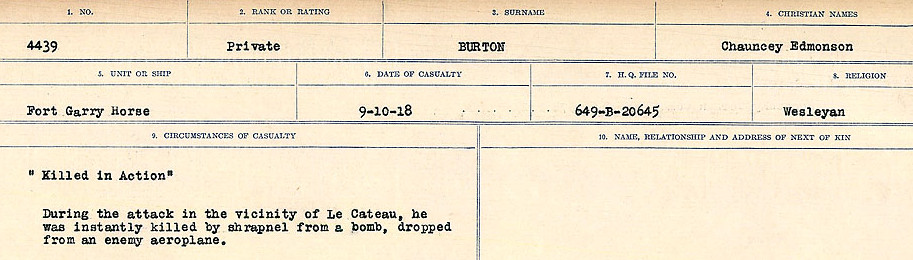 1. NO. 2. RANK OR RATING 3. SURNAME 4. CHRISTIAN NAMES
4439 Private BURTON Chauncey Edmonson
5. UNIT OR SHIP 6. DATE OF CASUALTY 7. H.Q. FILE NO. 8. RELIGION
Fort Garry Horse 9-10-18 649-B-20645 Wesleyan
9. CIRCUMSTANCES OF CASUALTY 10. NAME, RELATIONSHIP AND ADDRESS OF NEXT OF KIN
" Killed in Action"
During the attack in the vicinity of Le Cateau, he
was instantly killed by shrapnel from a bomb, dropped
from an enemy aeroplane.